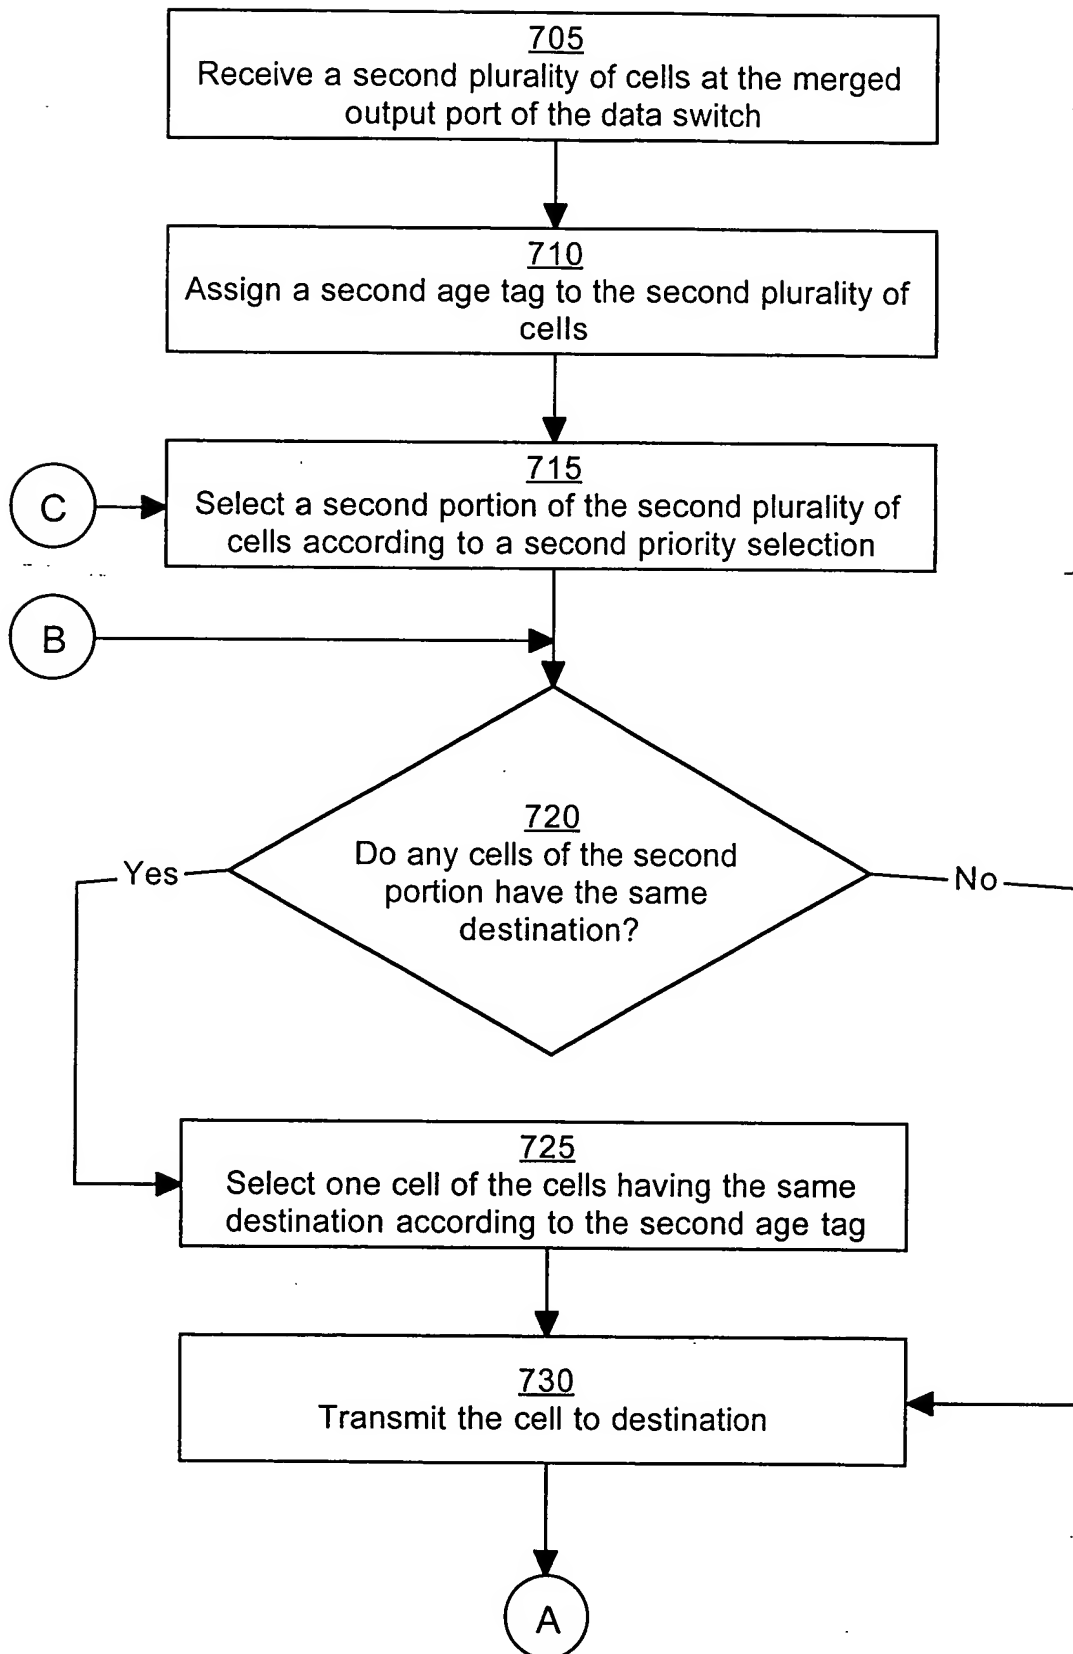 705
Receive a second plurality of cells at the merged
output port of the data switch
710
Assign a second age tag to the second plurality of
cells
715
Select a second portion of the second plurality of
cells according to a second priority selection
C
B
720
Do any cells of the second
portion have the same
destination?
Yes
No
725
Select one cell of the cells having the same
destination according to the second age tag
730
Transmit the cell to destination
A